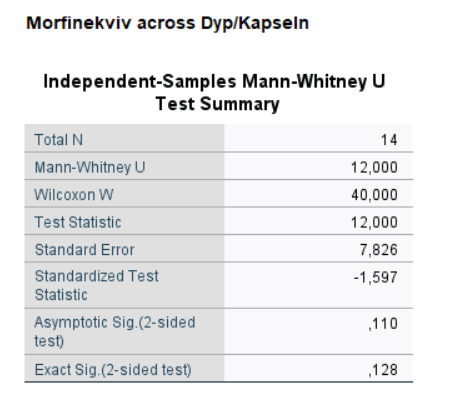 Morfinekviv across Dyp/Kapseln
Independent-Samples Mann-Whitney U
Test Summary
Total N 14
Mann-Whitney U 12,000
Wilcoxon W 40,000
Test Statistic 12,000
Standard Error 7,826
Standardized Test -1,597
Statistic
Asymptotic Sig.(2-sided ,110
test)
Exact Sig.(2-sided test) ,128